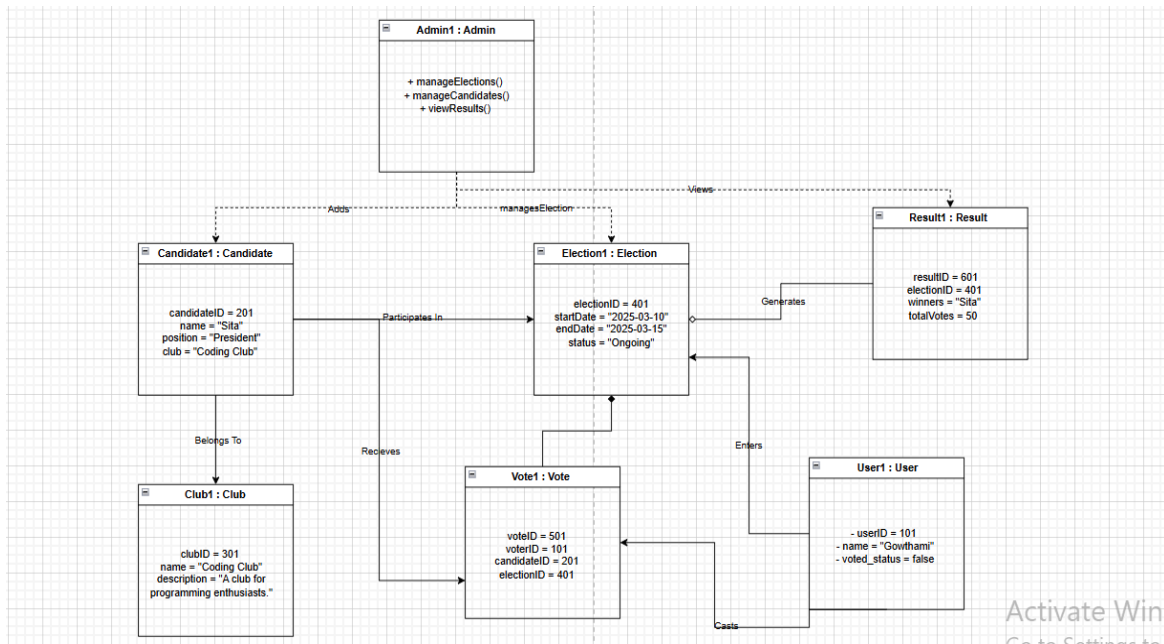 Admin1 : Admin
+ manageElections()
+ manageCandidates()
+ viewResults()
Views
Adds
managesElection
Result1 : Result
resultID = 601
electionID = 401
winners = "Sita"
totalVotes = 50
Candidate1 : Candidate
candidateID = 201
name = "Sita"
position = "President"
club = "Coding Club"
Election1 : Election
electionID = 401
startDate = "2025-03-10"
endDate = "2025-03-15"
status = "Ongoing"
Generates
Participates In
Belongs To
Recieves
Enters
Club1 : Club
clubID = 301
name = "Coding Club"
description = "A club for
programming enthusiasts."
Vote1 : Vote
voteID = 501
voterID = 101
candidateID = 201
electionID = 401
User1 : User
- userID = 101
- name = "Gowthami"
- voted_status = false
Casts
Activate Win
Go to Settings to